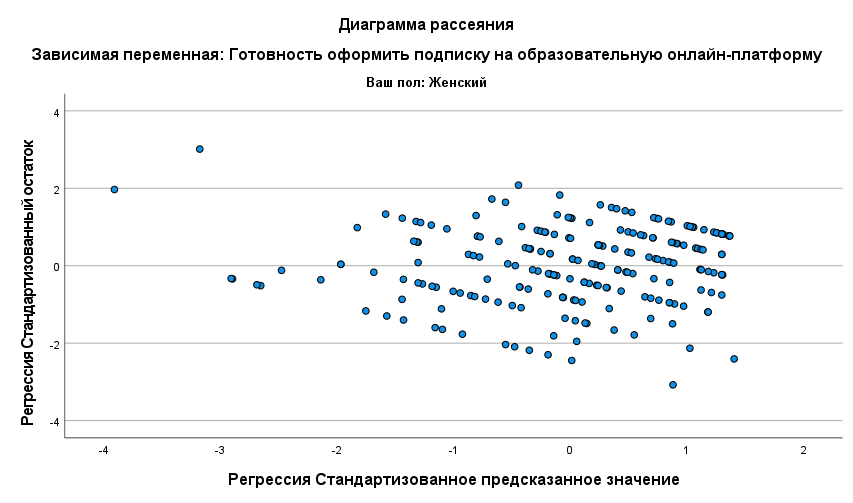 Диаграмма рассеяния
Зависимая переменная: Готовность оформить подписку на образовательную онлайн-платформу
Ваш пол: Женский
Регрессия Стандартизованный остаток
4
2
0
-2
-4
-4
-3
-2
-1
0
1
2
Регрессия Стандартизованное предсказанное значение